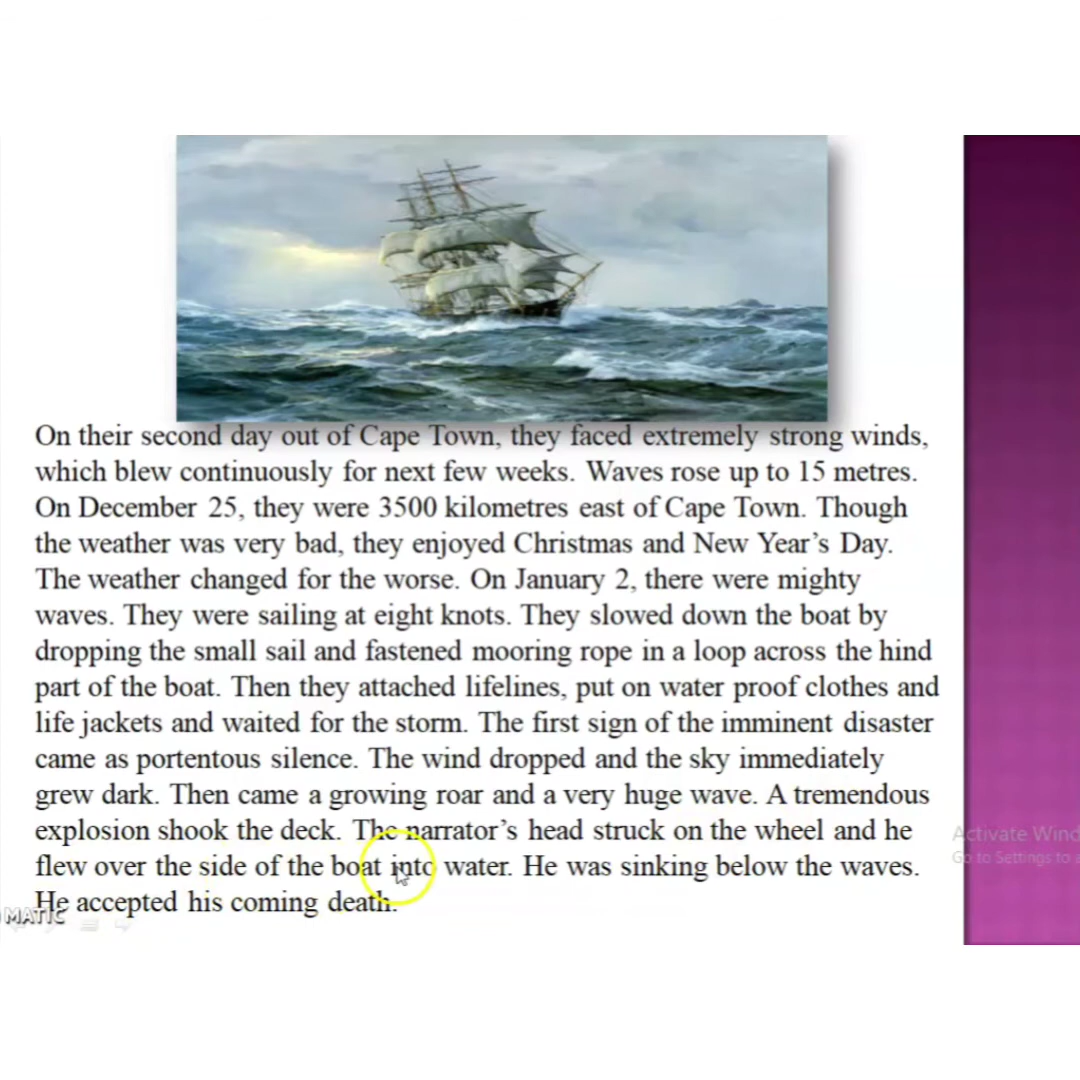 On their second day out of Cape Town, they faced extremely strong winds,
which blew continuously for next few weeks. Waves rose up to 15 metres.
On December 25, they were 3500 kilometres east of Cape Town. Though
the weather was very bad, they enjoyed Christmas and New Year's Day.
The weather changed for the worse. On January 2, there were mighty
waves. They were sailing at eight knots. They slowed down the boat by
dropping the small sail and fastened mooring rope in a loop across the hind
part of the boat. Then they attached lifelines, put on water proof clothes and
life jackets and waited for the storm. The first sign of the imminent disaster
came as portentous silence. The wind dropped and the sky immediately
grew dark. Then came a growing roar and a very huge wave. A tremendous
explosion shook the deck. The narrator's head struck on the wheel and he
flew over the side of the boat into water. He was sinking below the waves.
He accepted his coming death.
Activate Wind
Go to Settings to a
MATIC